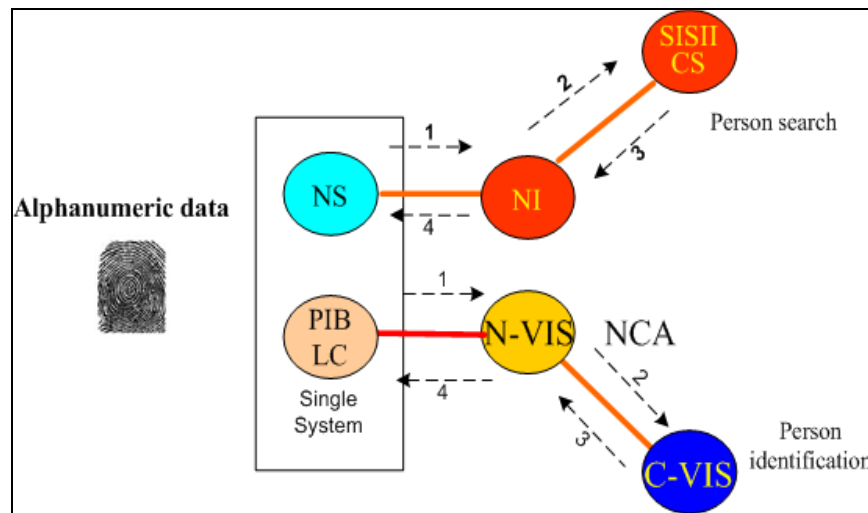 SISII
CS
2
1
Person search
3
NS
NI
Alphanumeric data
4
1
PIB
LC
N-VIS
NCA
2
4
Single
System
3
Person
identification
C-VIS